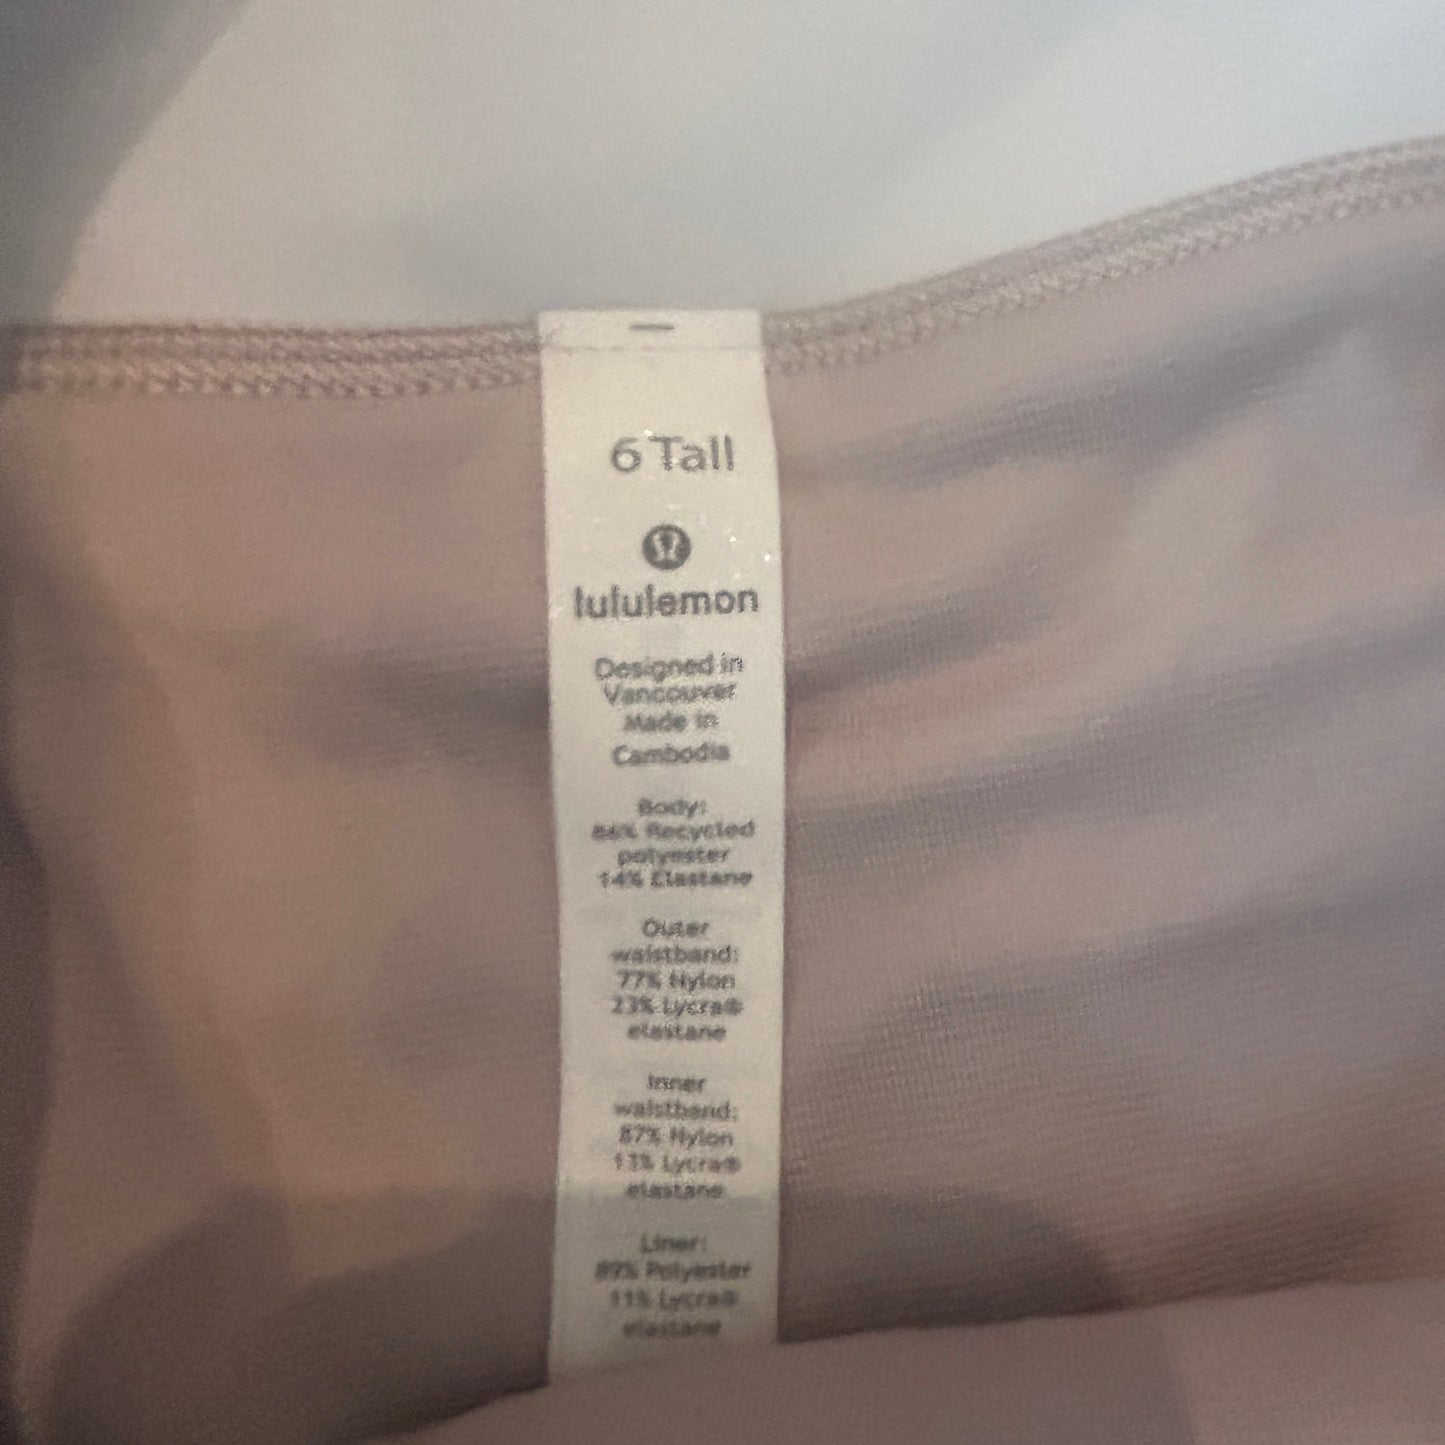 6 Tall
lululemon
Designed in
Vancouver
Made in
Cambodia
Body:
86% Recycled
polyester
14% Elastane
Outer
waistband:
77% Nylon
23% Lycra®
elastane
Inner
waistband:
87% Nylon
13% Lycra®
elastane
Liner:
89% Polyester
11% Lycra®
elastane